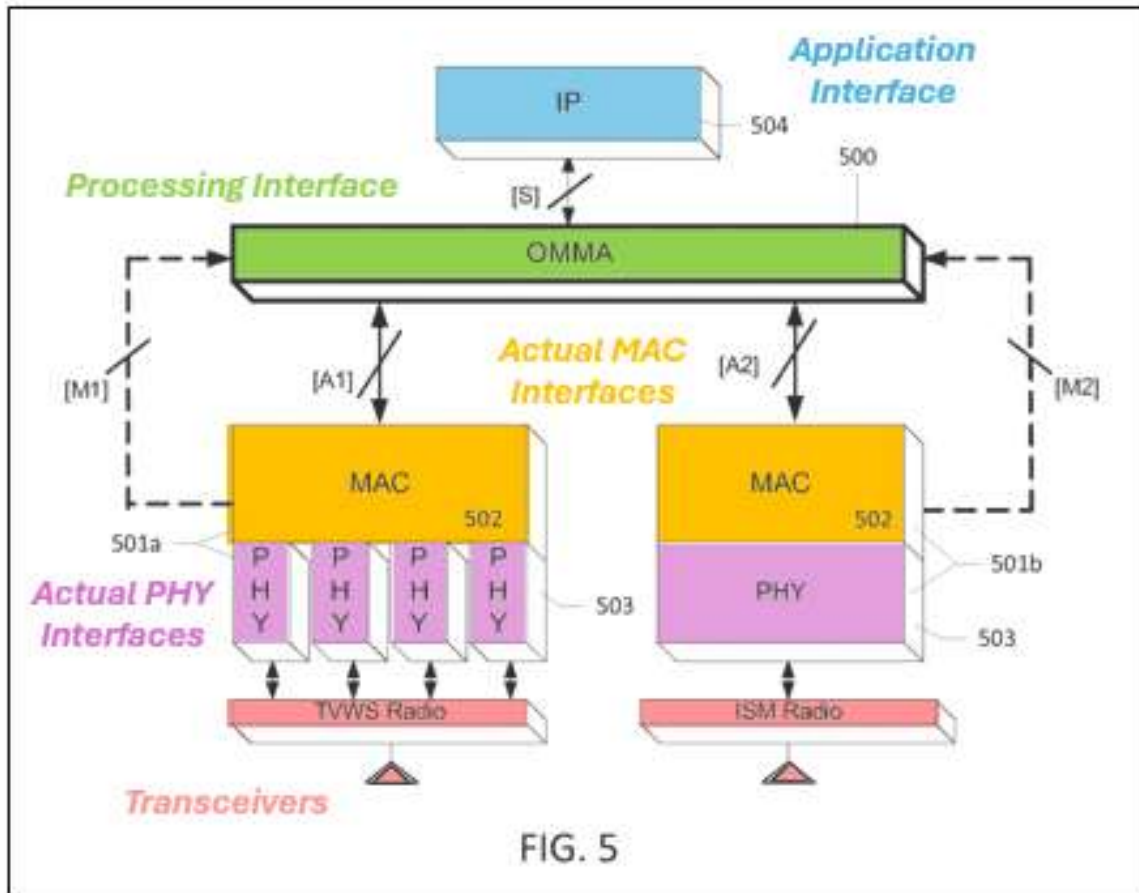 Application
Interface
IP
504
500
Processing Interface
[S]
OMMA
Actual MAC
Interfaces
[M1]
[A1]
[A2]
[M2]
MAC
502
MAC
502
501a
501b
P
H
Y
P
H
Y
P
H
Y
P
H
Y
PHY
Actual PHY
Interfaces
503
503
TVWS Radio
ISM Radio
Transceivers
FIG. 5